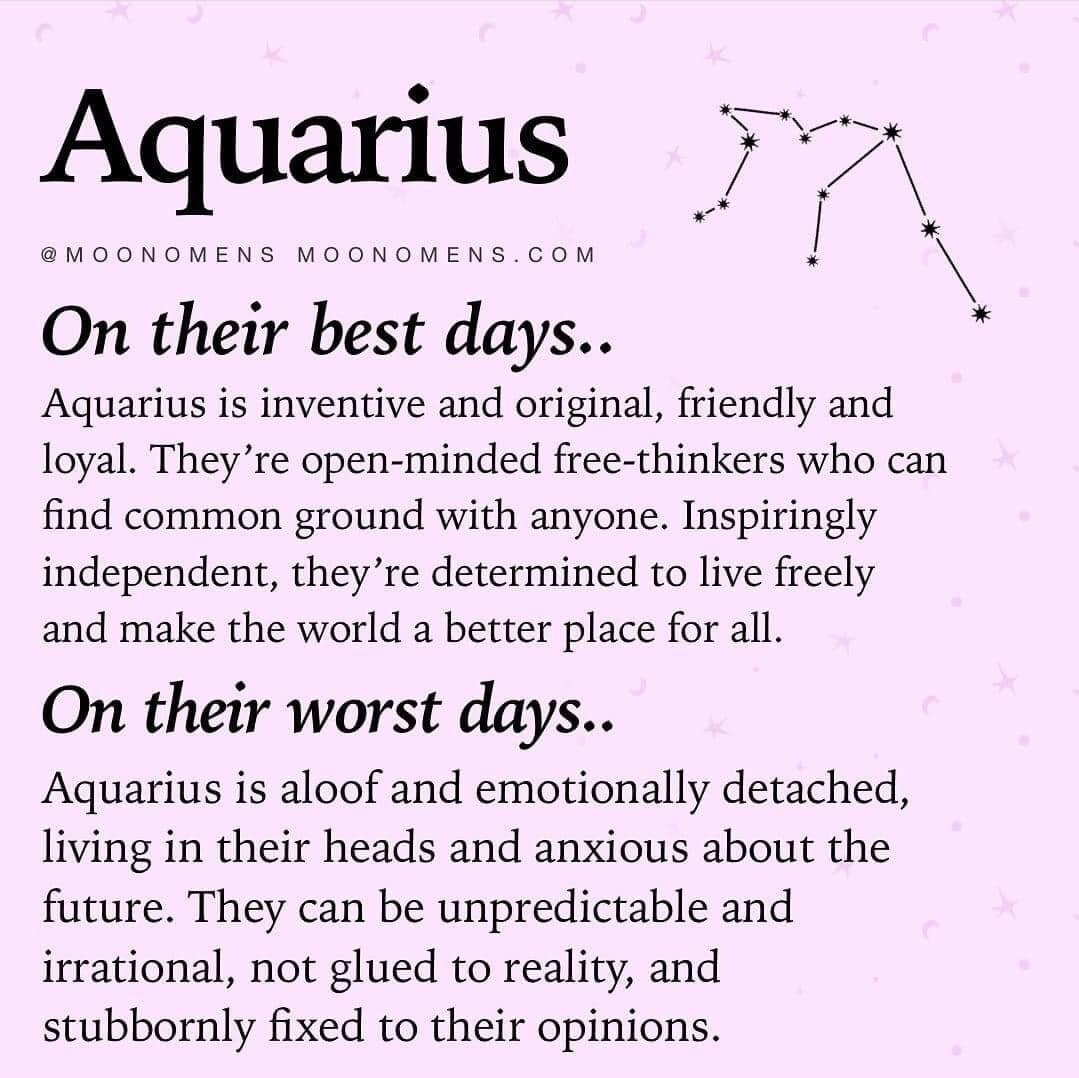 Aquarius
@MOONOMENS MOONOMENS.COM
On their best days..
Aquarius is inventive and original, friendly and
loyal. They’re open-minded free-thinkers who can
find common ground with anyone. Inspiringly
independent, they’re determined to live freely
and make the world a better place for all.
On their worst days..
Aquarius is aloof and emotionally detached,
living in their heads and anxious about the
future. They can be unpredictable and
irrational, not glued to reality, and
stubbornly fixed to their opinions.